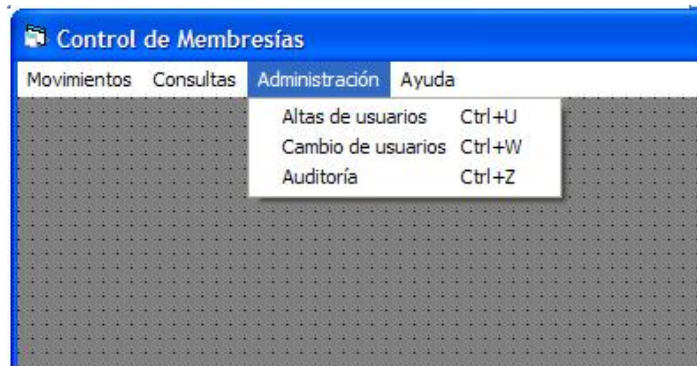 Control de Membresías
Movimientos Consultas Administración Ayuda
Altas de usuarios Ctrl+U
Cambio de usuarios Ctrl+W
Auditoría Ctrl+Z